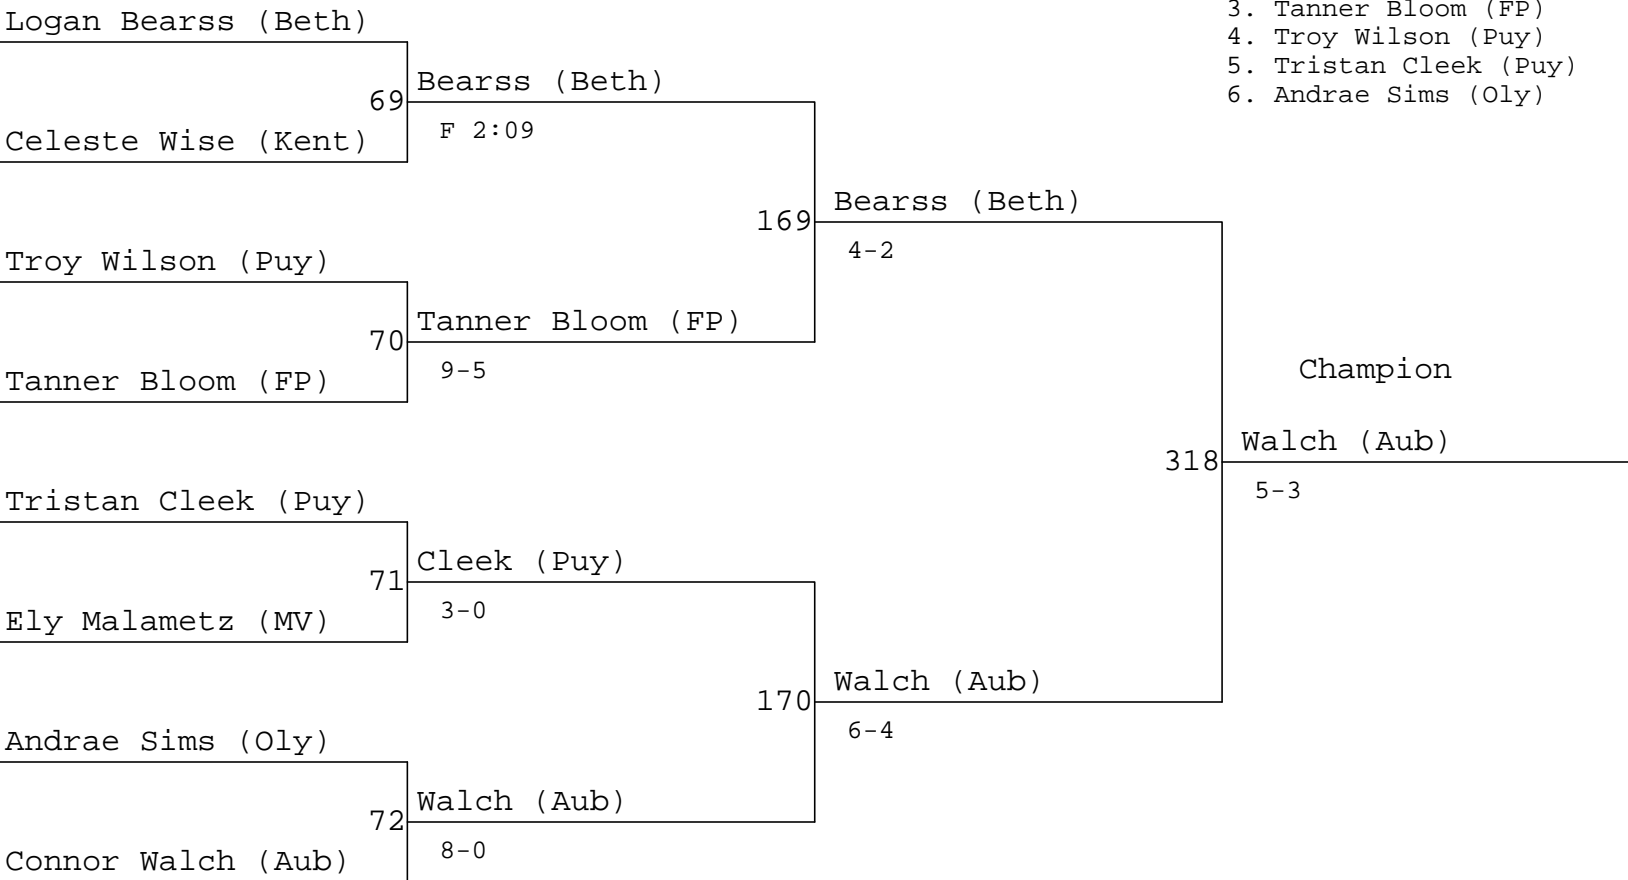 Logan Bearss (Beth)
3. Tanner Bloom (FP)
4. Troy Wilson (Puy)
5. Tristan Cleek (Puy)
6. Andrae Sims (Oly)
69
Bearss (Beth)
F 2:09
Celeste Wise (Kent)
169
Bearss (Beth)
4-2
Troy Wilson (Puy)
70
Tanner Bloom (FP)
9-5
Tanner Bloom (FP)
Champion
318
Walch (Aub)
5-3
Tristan Cleek (Puy)
71
Cleek (Puy)
3-0
Ely Malametz (MV)
170
Walch (Aub)
6-4
Andrae Sims (Oly)
72
Walch (Aub)
8-0
Connor Walch (Aub)